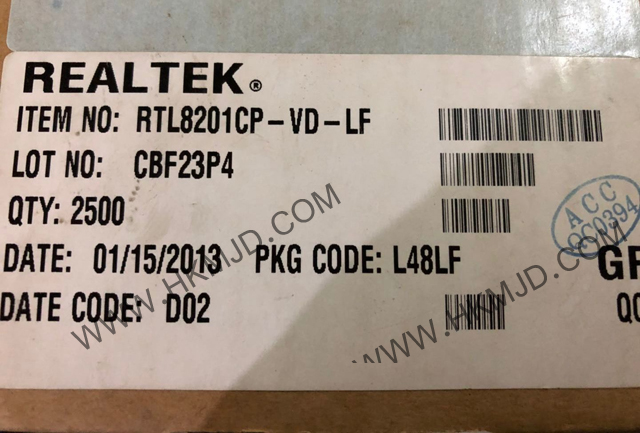 REALTEK®
ITEM NO: RTL8201CP-VD-LF
LOT NO: CBF23P4
QTY: 2500
DATE: 01/15/2013 PKG CODE: L48LF
DATE CODE: D02
ACC
QC0394
WWW.HKMJD.COM
WWW.HKMJD.COM